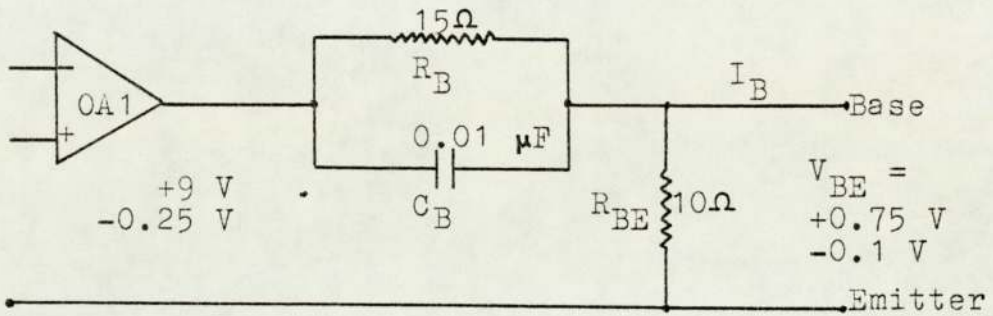 15Ω
R_B
OA1
0.01 μF
C_B
+9 V
-0.25 V
I_B
Base
R_BE 10Ω
V_BE =
+0.75 V
-0.1 V
Emitter
-
+